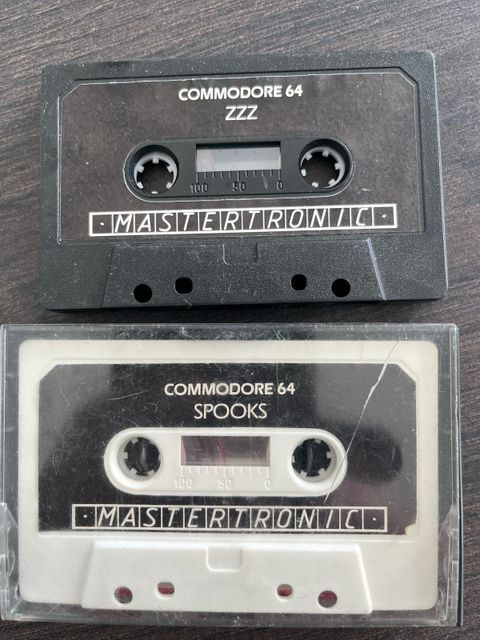 COMMODORE 64
ZZZ
100 50 0
· MASTERTRONIC ·
COMMODORE 64
SPOOKS
100 50 0
· MASTERTRONIC ·